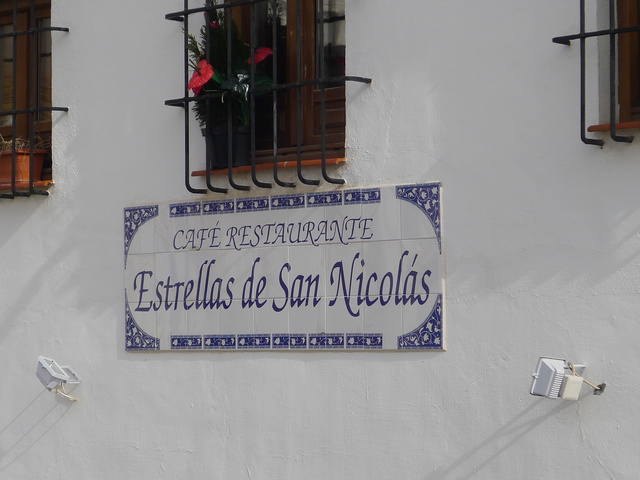 CAFÉ RESTAURANTE
Estrellas de San Nicolás